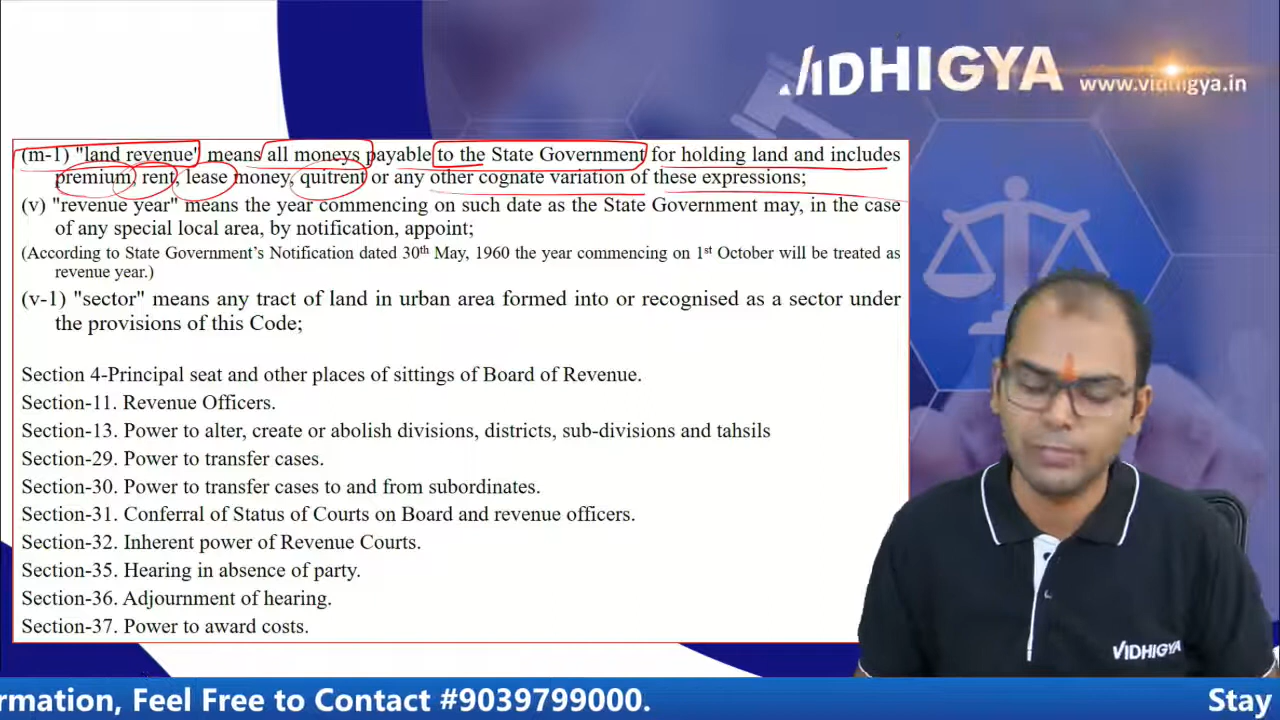 VIDHIGYA
www.vidhigya.in
(m-1) "land revenue" means all moneys payable to the State Government for holding land and includes
premium, rent, lease money, quitrent or any other cognate variation of these expressions;
(v) "revenue year" means the year commencing on such date as the State Government may, in the case
of any special local area, by notification, appoint;
(According to State Government's Notification dated 30th May, 1960 the year commencing on 1st October will be treated as
revenue year.)
(v-1) "sector" means any tract of land in urban area formed into or recognised as a sector under
the provisions of this Code;
Section 4-Principal seat and other places of sittings of Board of Revenue.
Section-11. Revenue Officers.
Section-13. Power to alter, create or abolish divisions, districts, sub-divisions and tahsils
Section-29. Power to transfer cases.
Section-30. Power to transfer cases to and from subordinates.
Section-31. Conferral of Status of Courts on Board and revenue officers.
Section-32. Inherent power of Revenue Courts.
Section-35. Hearing in absence of party.
Section-36. Adjournment of hearing.
Section-37. Power to award costs.
VIDHIGYA
rmation, Feel Free to Contact #9039799000. Stay